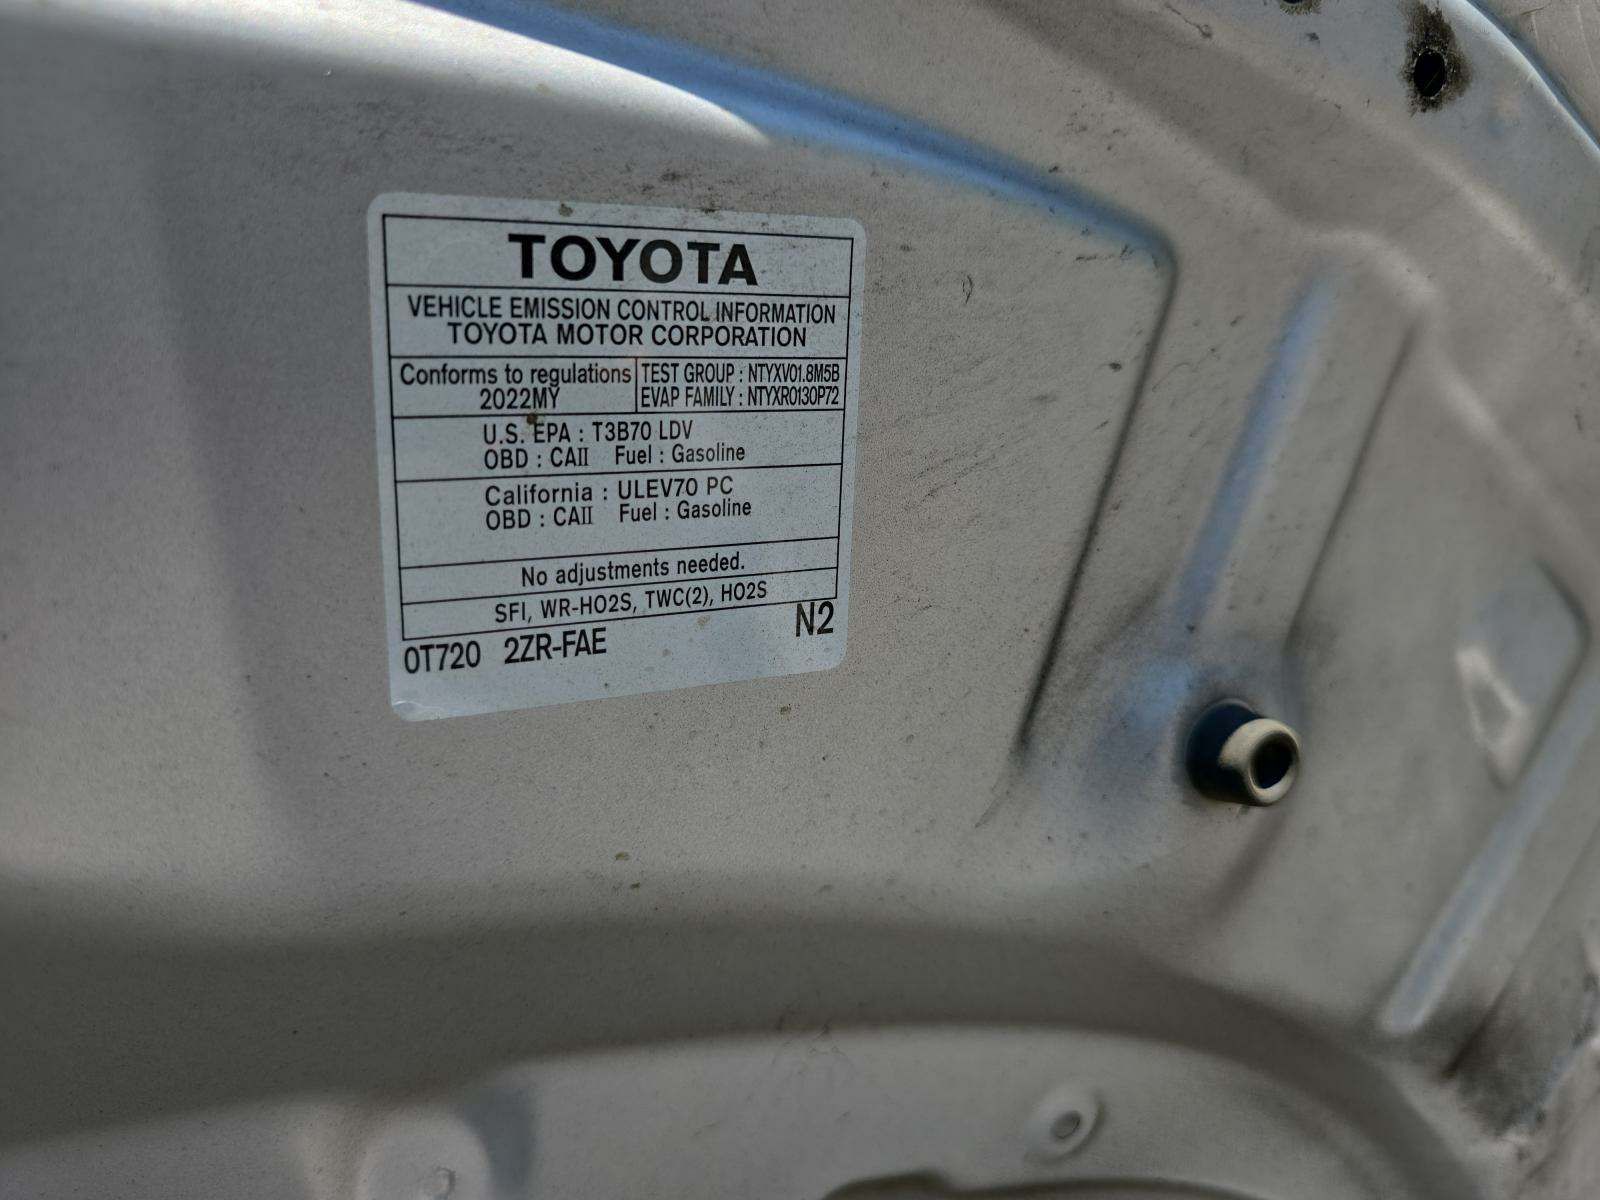 TOYOTA
VEHICLE EMISSION CONTROL INFORMATION
TOYOTA MOTOR CORPORATION
Conforms to regulations
2022MY
TEST GROUP : NTYXV01.8M5B
EVAP FAMILY : NTYXR0130P72
U.S. EPA : T3B70 LDV
OBD : CAII Fuel : Gasoline
California : ULEV70 PC
OBD : CAII Fuel : Gasoline
No adjustments needed.
SFI, WR-HO2S, TWC(2), HO2S
0T720 2ZR-FAE N2